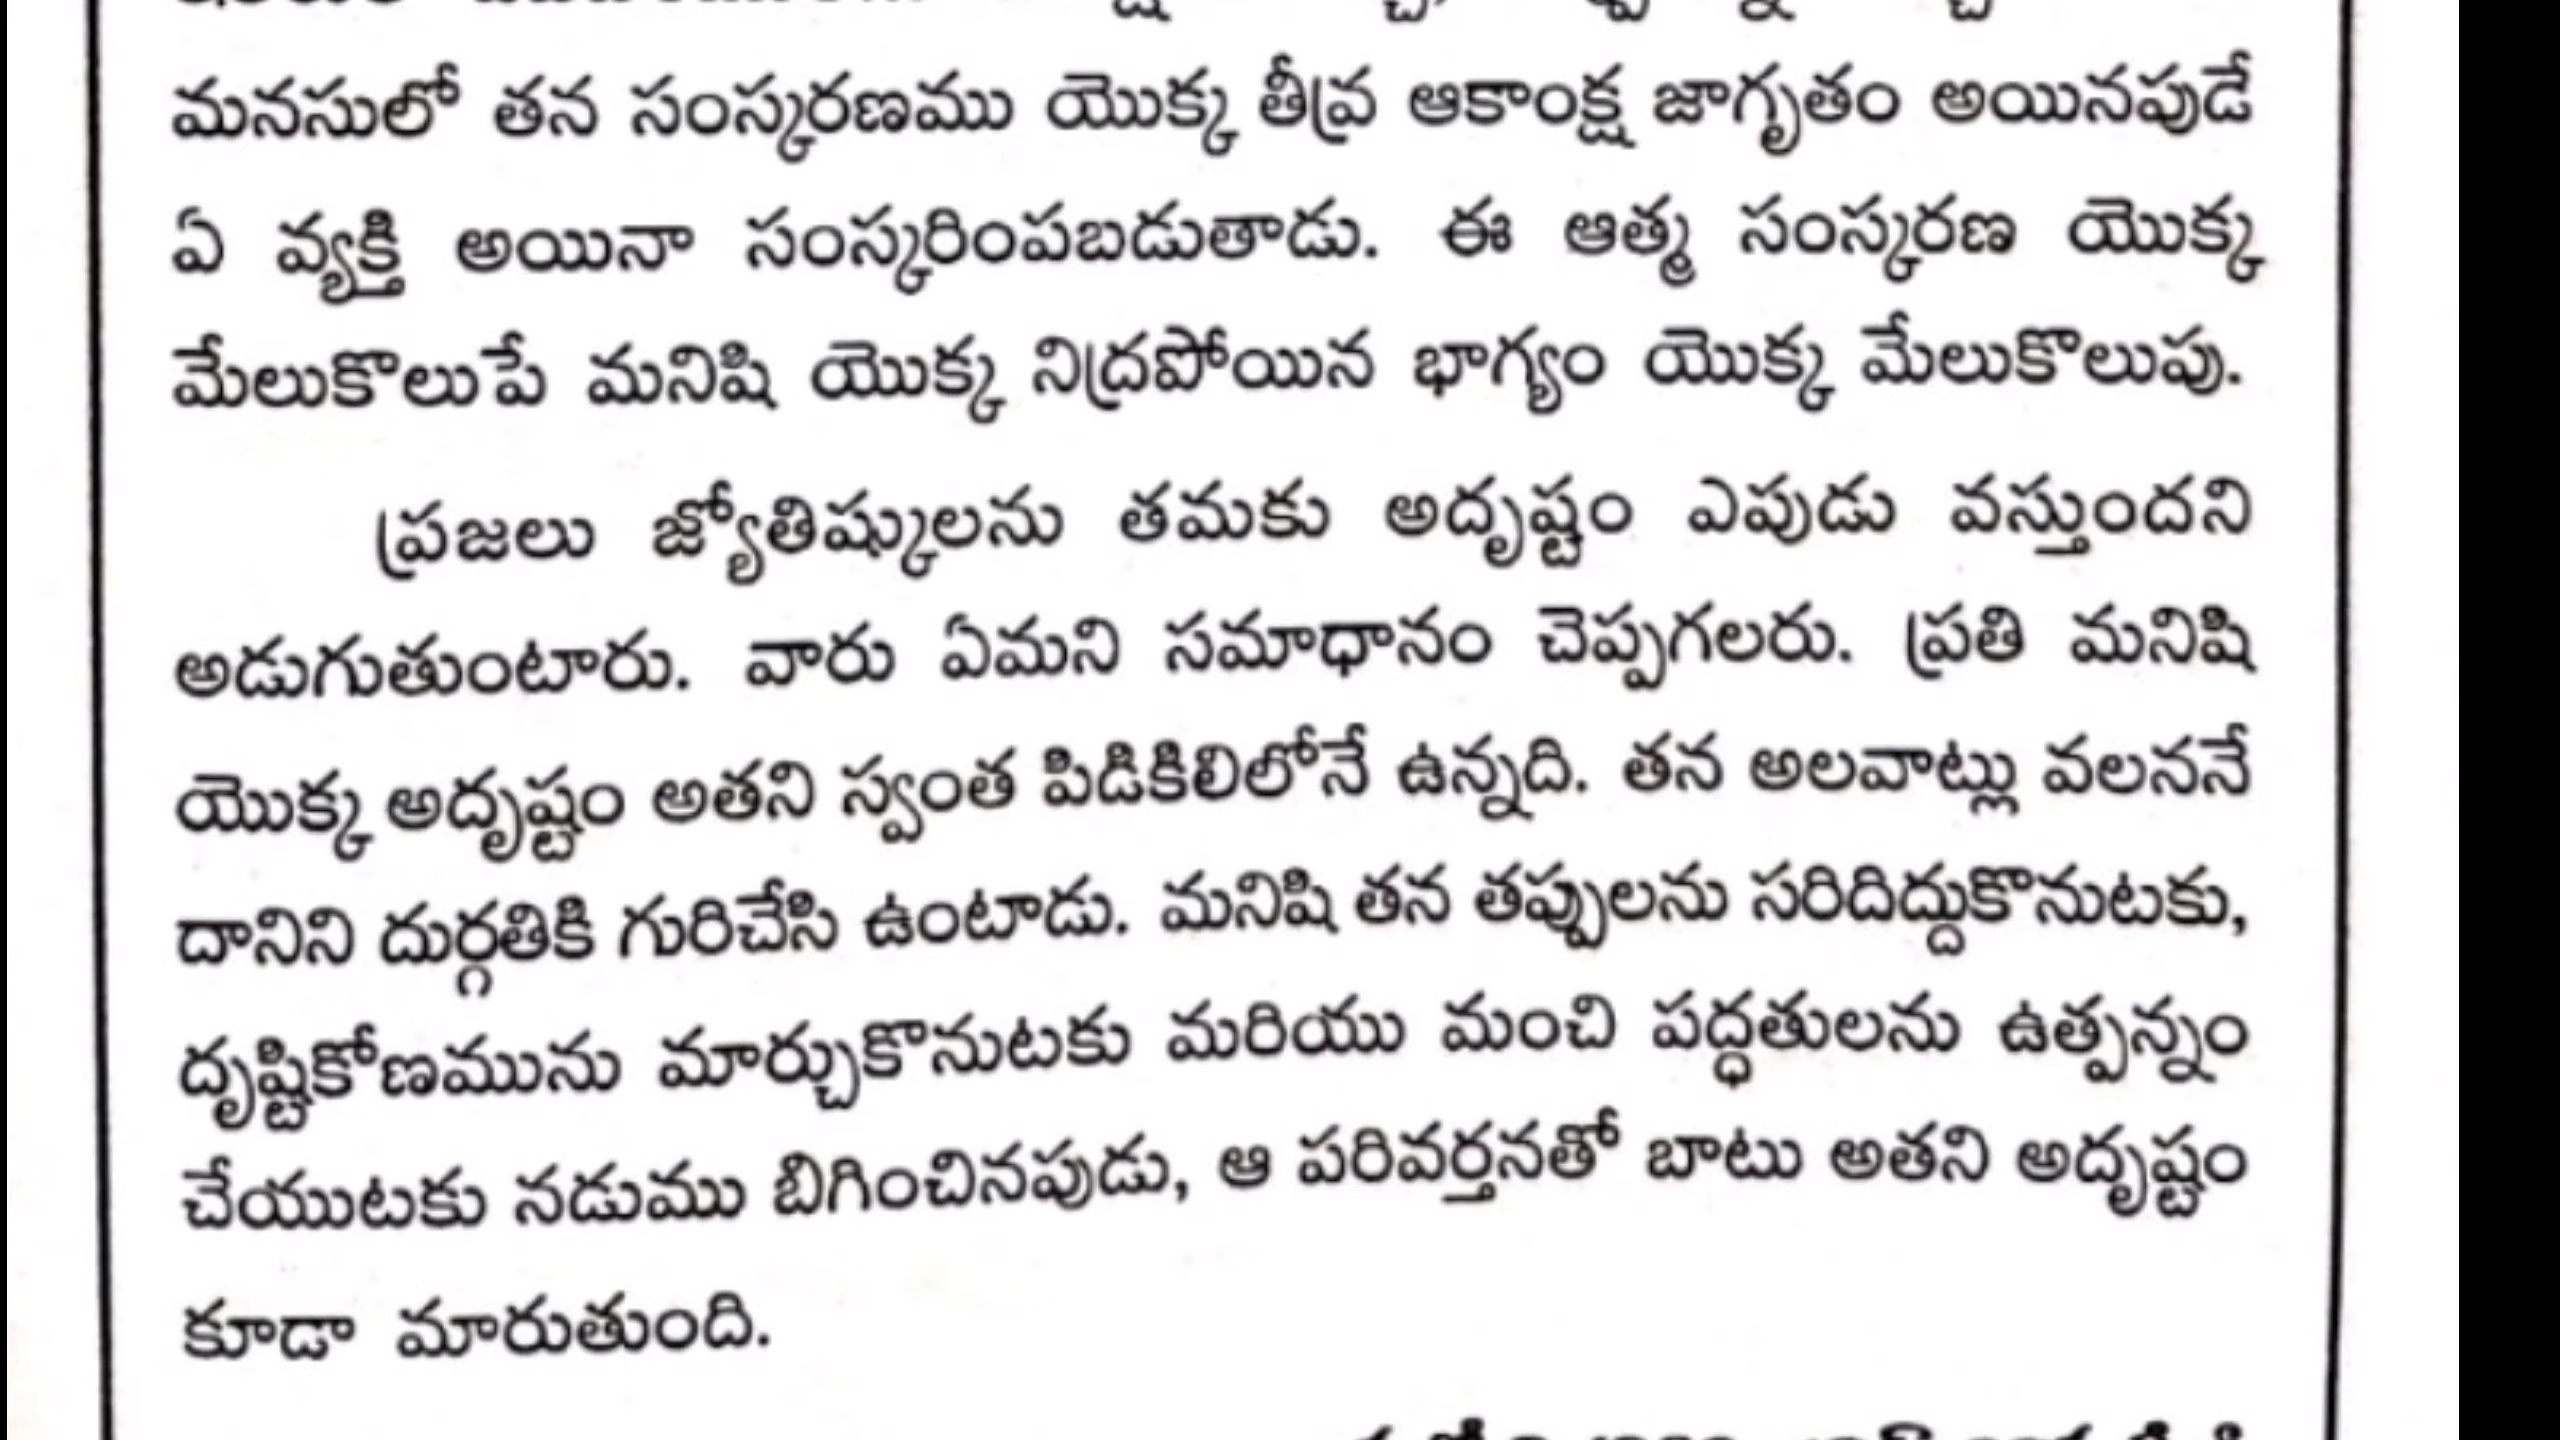 మనసులో తన సంస్కరణము యొక్క తీవ్ర ఆకాంక్ష జాగృతం అయినపుడే
ఏ వ్యక్తి అయినా సంస్కరింపబడుతాడు. ఈ ఆత్మ సంస్కరణ యొక్క
మేలుకొలుపే మనిషి యొక్క నిద్రపోయిన భాగ్యం యొక్క మేలుకొలుపు.
ప్రజలు జ్యోతిష్కులను తమకు అదృష్టం ఎపుడు వస్తుందని
అడుగుతుంటారు. వారు ఏమని సమాధానం చెప్పగలరు. ప్రతి మనిషి
యొక్క అదృష్టం అతని స్వంత పిడికిలిలోనే ఉన్నది. తన అలవాట్లు వలననే
దానిని దుర్గతికి గురిచేసి ఉంటాడు. మనిషి తన తప్పులను సరిదిద్దుకొనుటకు,
దృష్టికోణమును మార్చుకొనుటకు మరియు మంచి పద్ధతులను ఉత్పన్నం
చేయుటకు నడుము బిగించినపుడు, ఆ పరివర్తనతో బాటు అతని అదృష్టం
కూడా మారుతుంది.